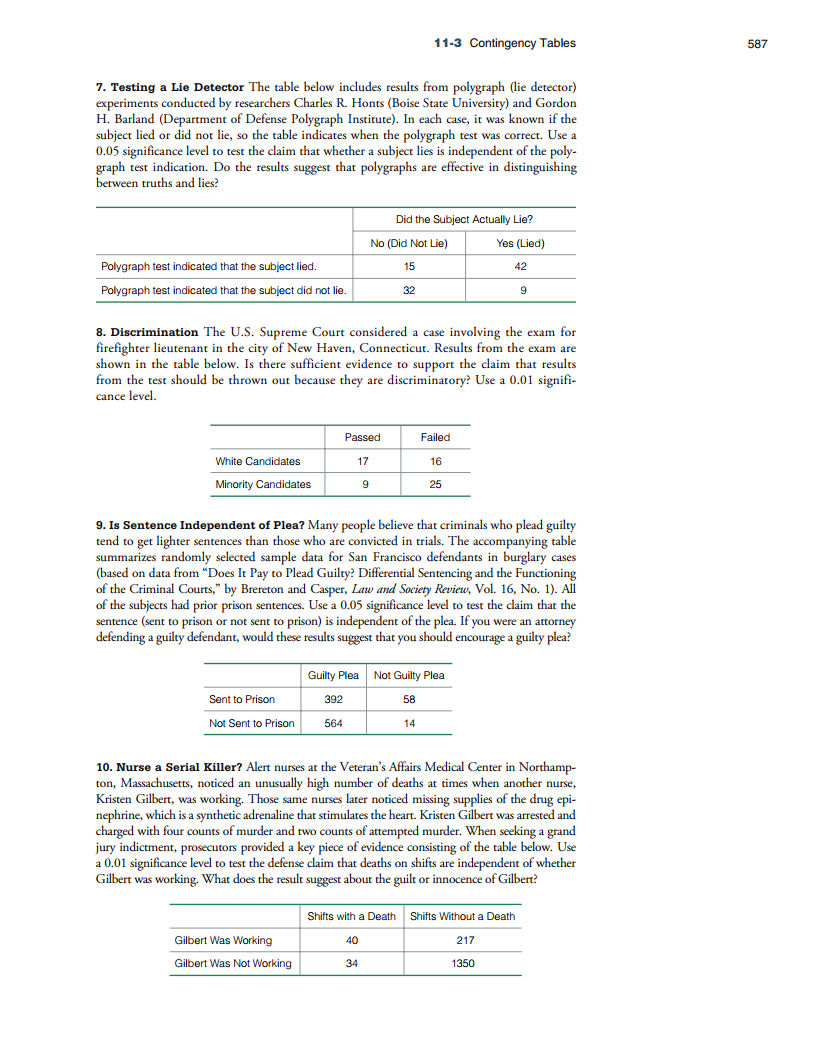 11-3 Contingency Tables 587
7. Testing a Lie Detector The table below includes results from polygraph (lie detector)
experiments conducted by researchers Charles R. Honts (Boise State University) and Gordon
H. Barland (Department of Defense Polygraph Institute). In each case, it was known if the
subject lied or did not lie, so the table indicates when the polygraph test was correct. Use a
0.05 significance level to test the claim that whether a subject lies is independent of the poly-
graph test indication. Do the results suggest that polygraphs are effective in distinguishing
between truths and lies?
Did the Subject Actually Lie?
No (Did Not Lie) Yes (Lied)
Polygraph test indicated that the subject lied. 15 42
Polygraph test indicated that the subject did not lie. 32 9
8. Discrimination The U.S. Supreme Court considered a case involving the exam for
firefighter lieutenant in the city of New Haven, Connecticut. Results from the exam are
shown in the table below. Is there sufficient evidence to support the claim that results
from the test should be thrown out because they are discriminatory? Use a 0.01 signifi-
cance level.
Passed Failed
White Candidates 17 16
Minority Candidates 9 25
9. Is Sentence Independent of Plea? Many people believe that criminals who plead guilty
tend to get lighter sentences than those who are convicted in trials. The accompanying table
summarizes randomly selected sample data for San Francisco defendants in burglary cases
(based on data from “Does It Pay to Plead Guilty? Differential Sentencing and the Functioning
of the Criminal Courts,” by Brereton and Casper, Law and Society Review, Vol. 16, No. 1). All
of the subjects had prior prison sentences. Use a 0.05 significance level to test the claim that the
sentence (sent to prison or not sent to prison) is independent of the plea. If you were an attorney
defending a guilty defendant, would these results suggest that you should encourage a guilty plea?
Guilty Plea Not Guilty Plea
Sent to Prison 392 58
Not Sent to Prison 564 14
10. Nurse a Serial Killer? Alert nurses at the Veteran’s Affairs Medical Center in Northamp-
ton, Massachusetts, noticed an unusually high number of deaths at times when another nurse,
Kristen Gilbert, was working. Those same nurses later noticed missing supplies of the drug epi-
nephrine, which is a synthetic adrenaline that stimulates the heart. Kristen Gilbert was arrested and
charged with four counts of murder and two counts of attempted murder. When seeking a grand
jury indictment, prosecutors provided a key piece of evidence consisting of the table below. Use
a 0.01 significance level to test the defense claim that deaths on shifts are independent of whether
Gilbert was working. What does the result suggest about the guilt or innocence of Gilbert?
Shifts with a Death Shifts Without a Death
Gilbert Was Working 40 217
Gilbert Was Not Working 34 1350